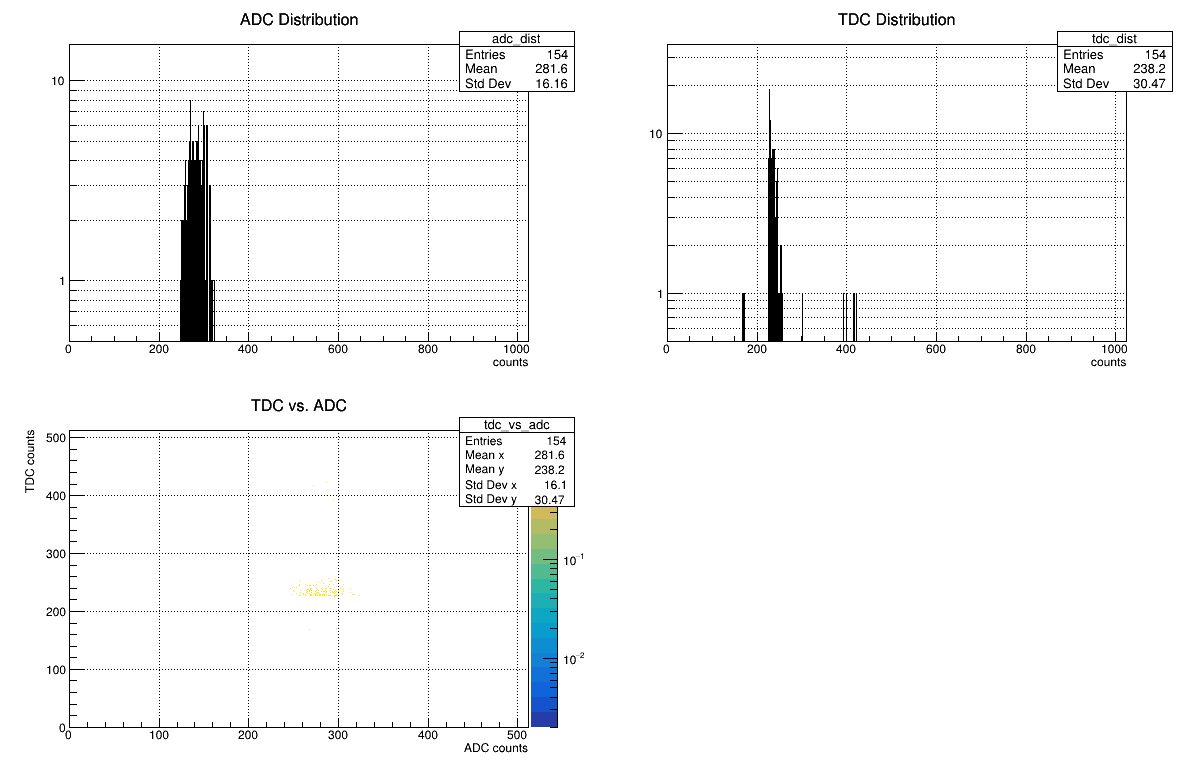 ADC Distribution
adc_dist
Entries 154
Mean 281.6
Std Dev 16.16
10
1
0 200 400 600 800 1000
counts
TDC Distribution
tdc_dist
Entries 154
Mean 238.2
Std Dev 30.47
10
1
0 200 400 600 800 1000
counts
TDC vs. ADC
tdc_vs_adc
Entries 154
Mean x 281.6
Mean y 238.2
Std Dev x 16.1
Std Dev y 30.47
TDC counts
500
400
300
200
100
0
0 100 200 300 400 500
ADC counts
10⁻¹
10⁻²